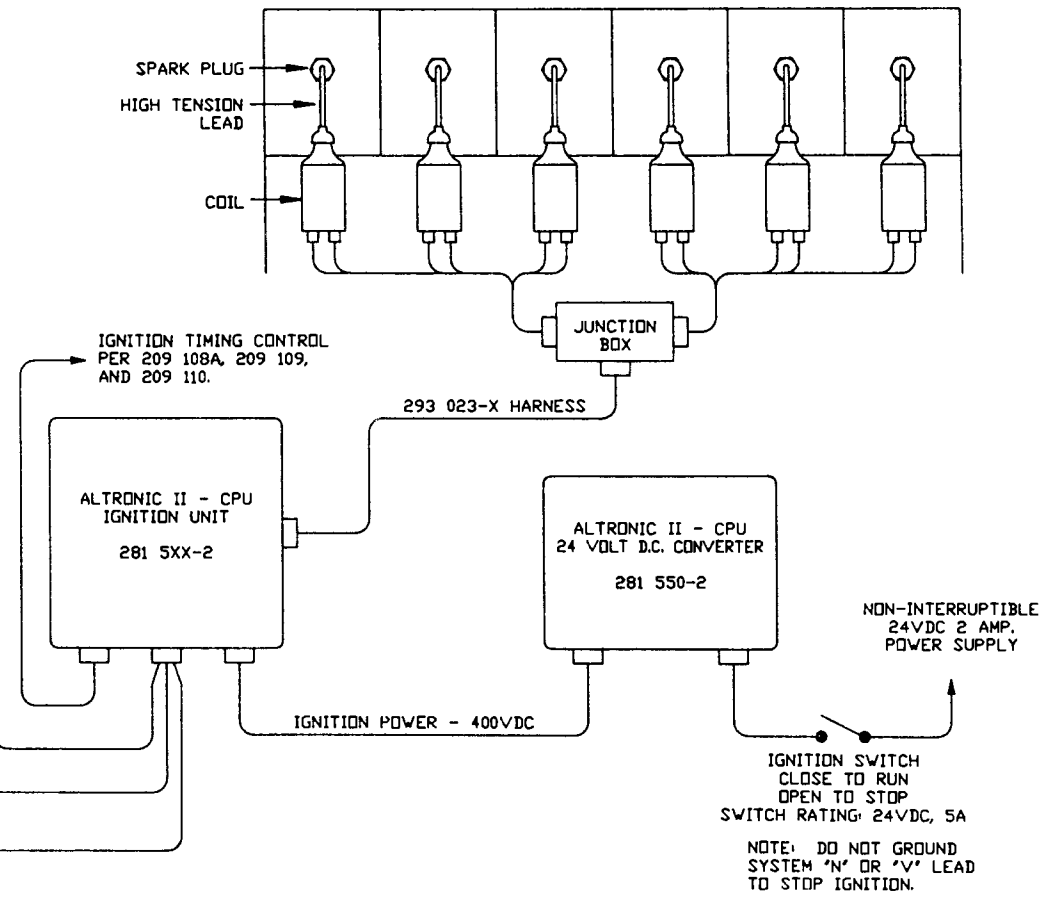 SPARK PLUG
HIGH TENSION
LEAD
COIL
JUNCTION
BOX
IGNITION TIMING CONTROL
PER 209 108A, 209 109,
AND 209 110.
293 023-X HARNESS
ALTRONIC II - CPU
IGNITION UNIT
281 5XX-2
ALTRONIC II - CPU
24 VOLT D.C. CONVERTER
281 550-2
NON-INTERRUPTIBLE
24VDC 2 AMP.
POWER SUPPLY
IGNITION POWER - 400VDC
IGNITION SWITCH
CLOSE TO RUN
OPEN TO STOP
SWITCH RATING: 24VDC, 5A
NOTE: DO NOT GROUND
SYSTEM "N" OR "V" LEAD
TO STOP IGNITION.